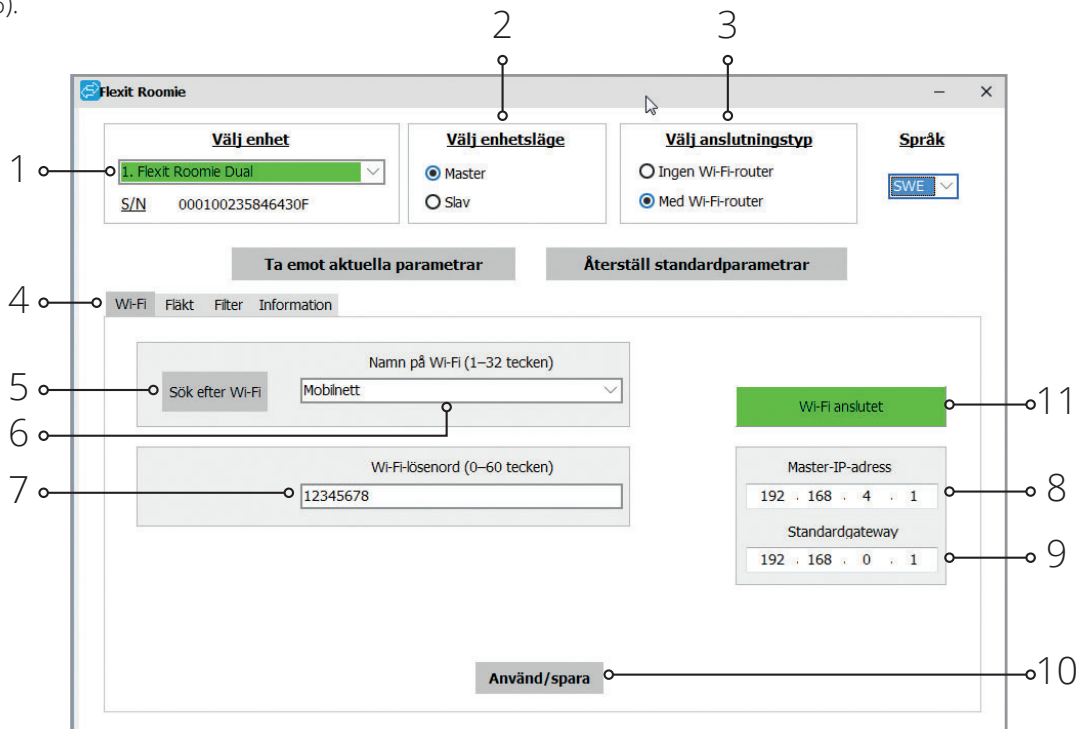 5).
2 3
Flexit Roomie
Välj enhet Välj enhetsläge Välj anslutningstyp Språk
1 1. Flexit Roomie Dual Master Ingen Wi-Fi-router SWE
S/N 000100235846430F Slav Med Wi-Fi-router
Ta emot aktuella parametrar Återställ standardparametrar
4 Wi-Fi Fläkt Filter Information
Namn på Wi-Fi (1–32 tecken)
5 Sök efter Wi-Fi Mobilnett
Wi-Fi anslutet 11
6
Wi-Fi-lösenord (0–60 tecken) Master-IP-adress
7 12345678 192 . 168 . 4 . 1 8
Standardgateway
192 . 168 . 0 . 1 9
Använd/spara 10